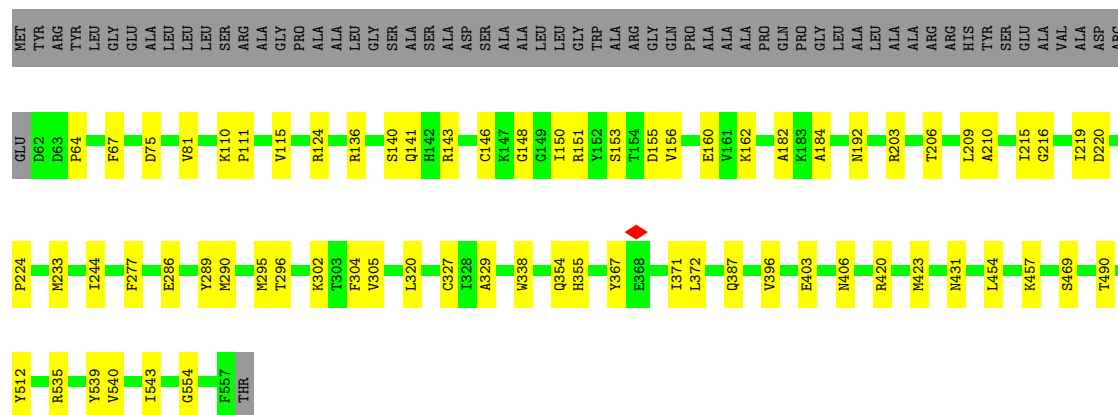 MET TYR ARG TYR LEU GLY GLU ALA LEU LEU LEU SER ARG ALA GLY PRO ALA ALA LEU GLY SER ALA SER ALA ASP SER ALA ALA LEU LEU GLY TRP ALA ARG GLY GLN PRO ALA ALA ALA PRO GLN PRO GLY LEU ALA LEU ALA ALA ARG ARG HIS TYR SER GLU ALA VAL ALA ASP ARG
GLU D62 D63 P64 F67 D75 V81 K110 P111 V115 R124 R136 S140 Q141 H142 R143 C146 K147 G148 G149 I150 R151 Y152 S153 T154 D155 V156 E160 V161 K162 A182 K183 A184 N192 R203 T206 L209 A210 I215 G216 I219 D220
P224 M233 I244 F277 E286 Y289 M290 M295 T296 K302 T303 F304 V305 L320 C327 I328 A329 W338 Q354 H355 Y367 E368 I371 L372 Q387 V396 E403 N406 R420 M423 N431 L454 K457 S469 T490
Y512 R535 Y539 V540 I543 G554 F557 THR